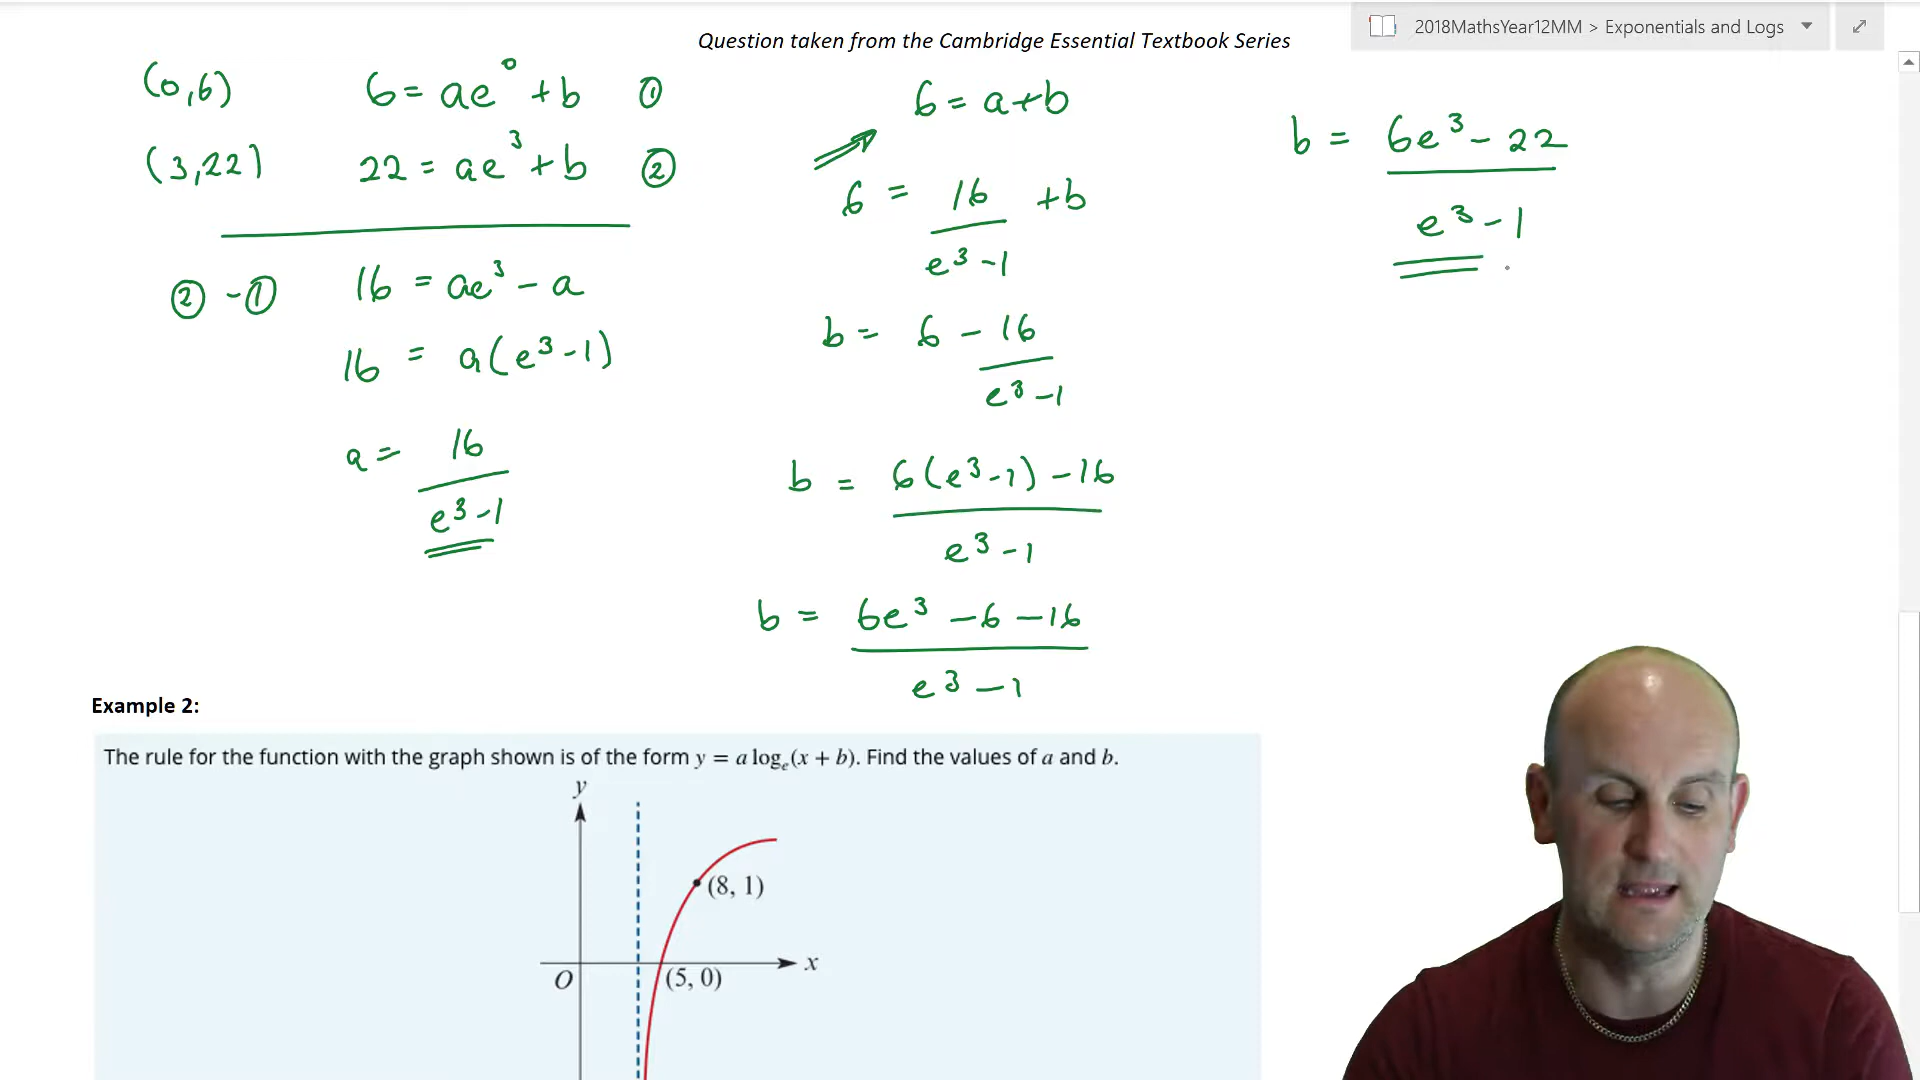 2018MathsYear12MM > Exponentials and Logs
Question taken from the Cambridge Essential Textbook Series
(0,6) 6 = ae⁰ + b ①
(3,22) 22 = ae³ + b ②
② - ① 16 = ae³ - a
16 = a(e³-1)
a = 16
e³-1
6 = a+b
6 = 16 + b
e³-1
b = 6 - 16
e³-1
b = 6(e³-1) - 16
e³-1
b = 6e³ - 6 - 16
e³-1
b = 6e³ - 22
e³-1
Example 2:
The rule for the function with the graph shown is of the form y = a logₑ(x + b). Find the values of a and b.
y
(8, 1)
x
O
(5, 0)